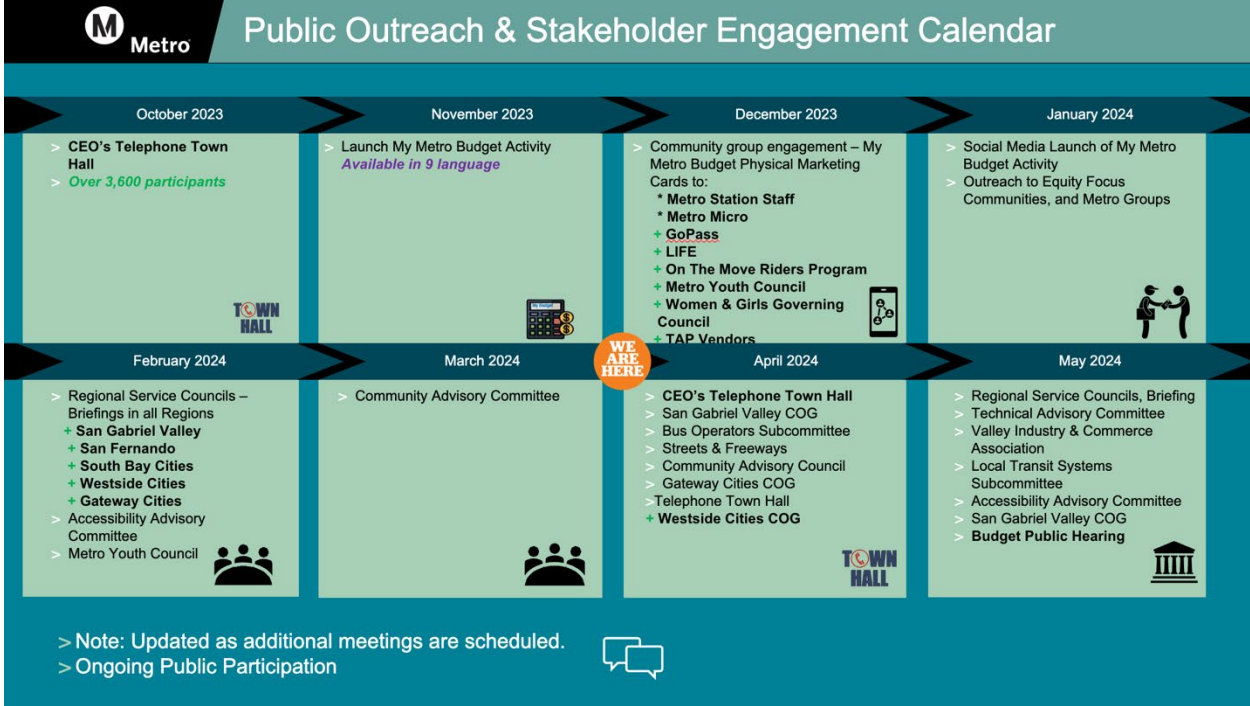 M Metro
Public Outreach & Stakeholder Engagement Calendar
October 2023
> CEO's Telephone Town
Hall
> Over 3,600 participants
TOWN
HALL
November 2023
> Launch My Metro Budget Activity
Available in 9 language
My Budget
December 2023
> Community group engagement – My
Metro Budget Physical Marketing
Cards to:
* Metro Station Staff
* Metro Micro
+ GoPass
+ LIFE
+ On The Move Riders Program
+ Metro Youth Council
+ Women & Girls Governing
Council
+ TAP Vendors
January 2024
> Social Media Launch of My Metro
Budget Activity
> Outreach to Equity Focus
Communities, and Metro Groups
February 2024
> Regional Service Councils –
Briefings in all Regions
+ San Gabriel Valley
+ San Fernando
+ South Bay Cities
+ Westside Cities
+ Gateway Cities
> Accessibility Advisory
Committee
> Metro Youth Council
March 2024
> Community Advisory Committee
WE
ARE
HERE
April 2024
> CEO's Telephone Town Hall
> San Gabriel Valley COG
> Bus Operators Subcommittee
> Streets & Freeways
> Community Advisory Council
> Gateway Cities COG
>Telephone Town Hall
+ Westside Cities COG
TOWN
HALL
May 2024
> Regional Service Councils, Briefing
> Technical Advisory Committee
> Valley Industry & Commerce
Association
> Local Transit Systems
Subcommittee
> Accessibility Advisory Committee
> San Gabriel Valley COG
> Budget Public Hearing
> Note: Updated as additional meetings are scheduled.
> Ongoing Public Participation